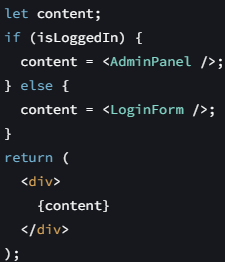 let content;
if (isLoggedIn) {
  content = <AdminPanel />;
} else {
  content = <LoginForm />;
}
return (
  <div>
    {content}
  </div>
);